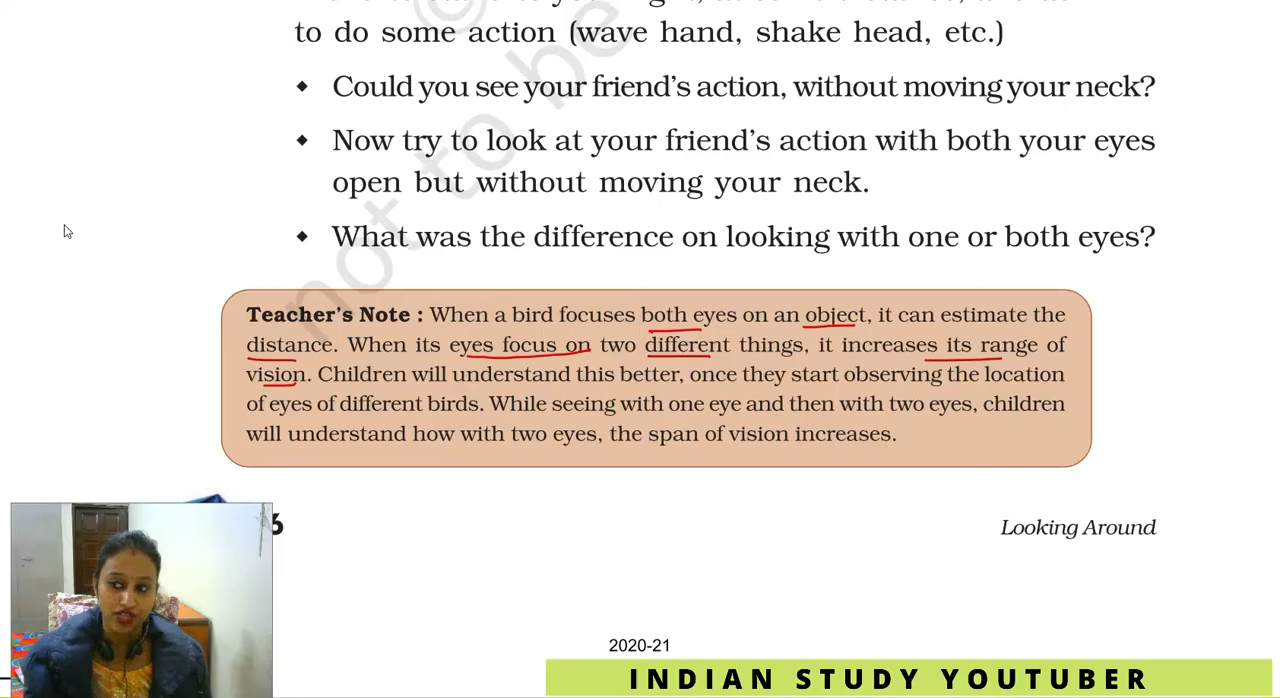 to do some action (wave hand, shake head, etc.)
◆ Could you see your friend's action, without moving your neck?
◆ Now try to look at your friend's action with both your eyes
open but without moving your neck.
◆ What was the difference on looking with one or both eyes?
not to be
©
Teacher's Note : When a bird focuses both eyes on an object, it can estimate the
distance. When its eyes focus on two different things, it increases its range of
vision. Children will understand this better, once they start observing the location
of eyes of different birds. While seeing with one eye and then with two eyes, children
will understand how with two eyes, the span of vision increases.
6
Looking Around
2020-21
INDIAN STUDY YOUTUBER